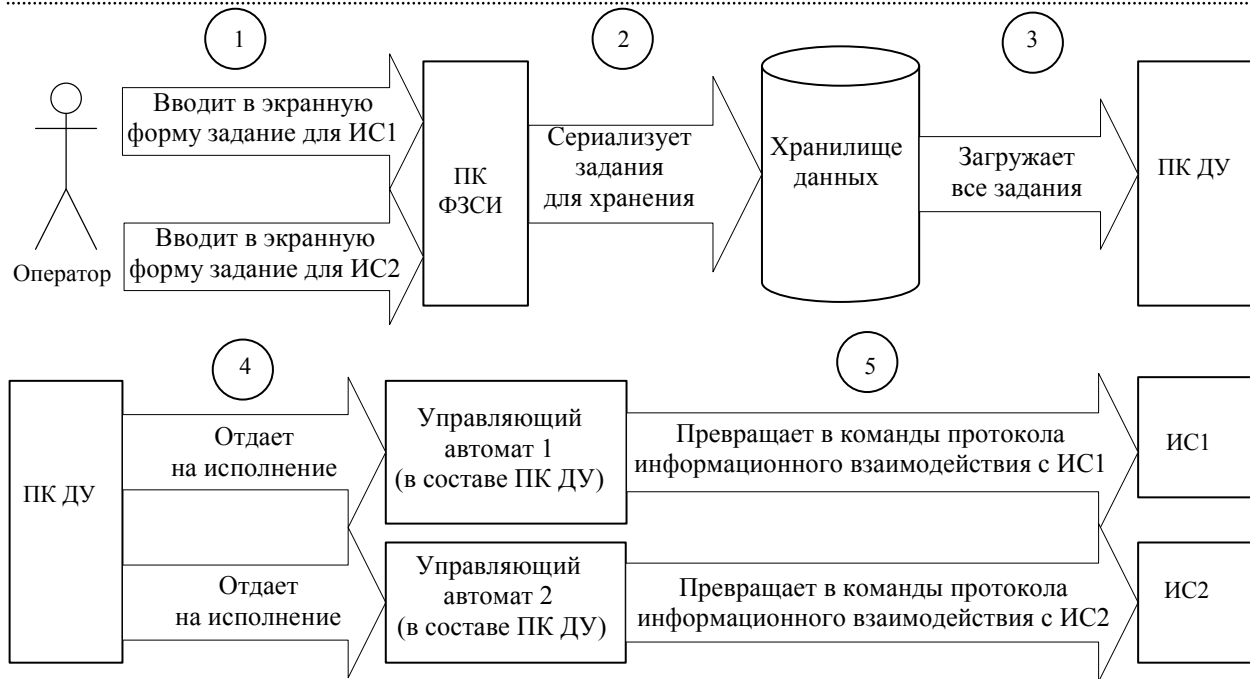 1
2
3
Вводит в экранную
форму задание для ИС1
Вводит в экранную
форму задание для ИС2
Оператор
ПК
ФЗСИ
Сериализует
задания
для хранения
Хранилище
данных
Загружает
все задания
ПК ДУ
4
5
ПК ДУ
Отдает
на исполнение
Управляющий
автомат 1
(в составе ПК ДУ)
Превращает в команды протокола
информационного взаимодействия с ИС1
ИС1
Отдает
на исполнение
Управляющий
автомат 2
(в составе ПК ДУ)
Превращает в команды протокола
информационного взаимодействия с ИС2
ИС2